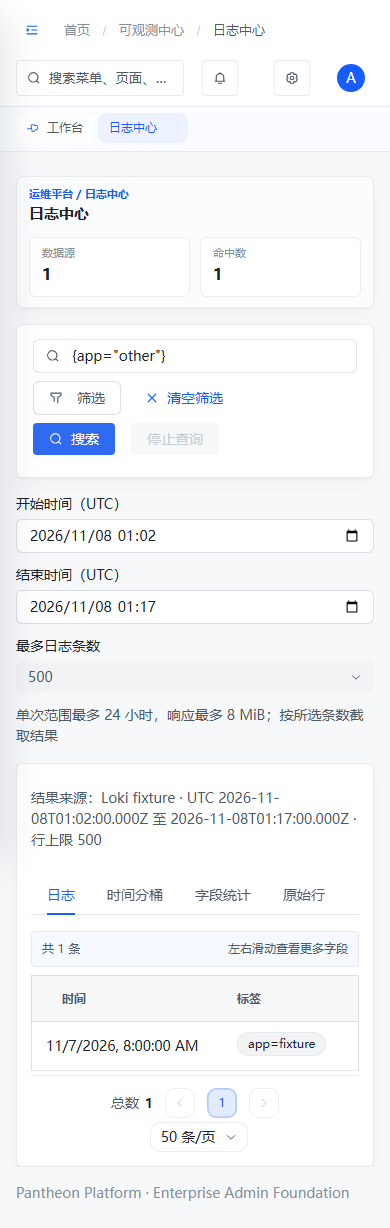 首页 / 可观测中心 / 日志中心
搜索菜单、页面、... A
工作台 日志中心
运维平台 / 日志中心
日志中心
数据源 命中数
1 1
{app="other"}
筛选 清空筛选
搜索 停止查询
开始时间（UTC）
2026/11/08 01:02
结束时间（UTC）
2026/11/08 01:17
最多日志条数
500
单次范围最多 24 小时，响应最多 8 MiB；按所选条数截
取结果
结果来源：Loki fixture · UTC 2026-11-
08T01:02:00.000Z 至 2026-11-08T01:17:00.000Z ·
行上限 500
日志 时间分桶 字段统计 原始行
共 1 条 左右滑动查看更多字段
时间 标签
11/7/2026, 8:00:00 AM app=fixture
总数 1 1
50 条/页
Pantheon Platform · Enterprise Admin Foundation